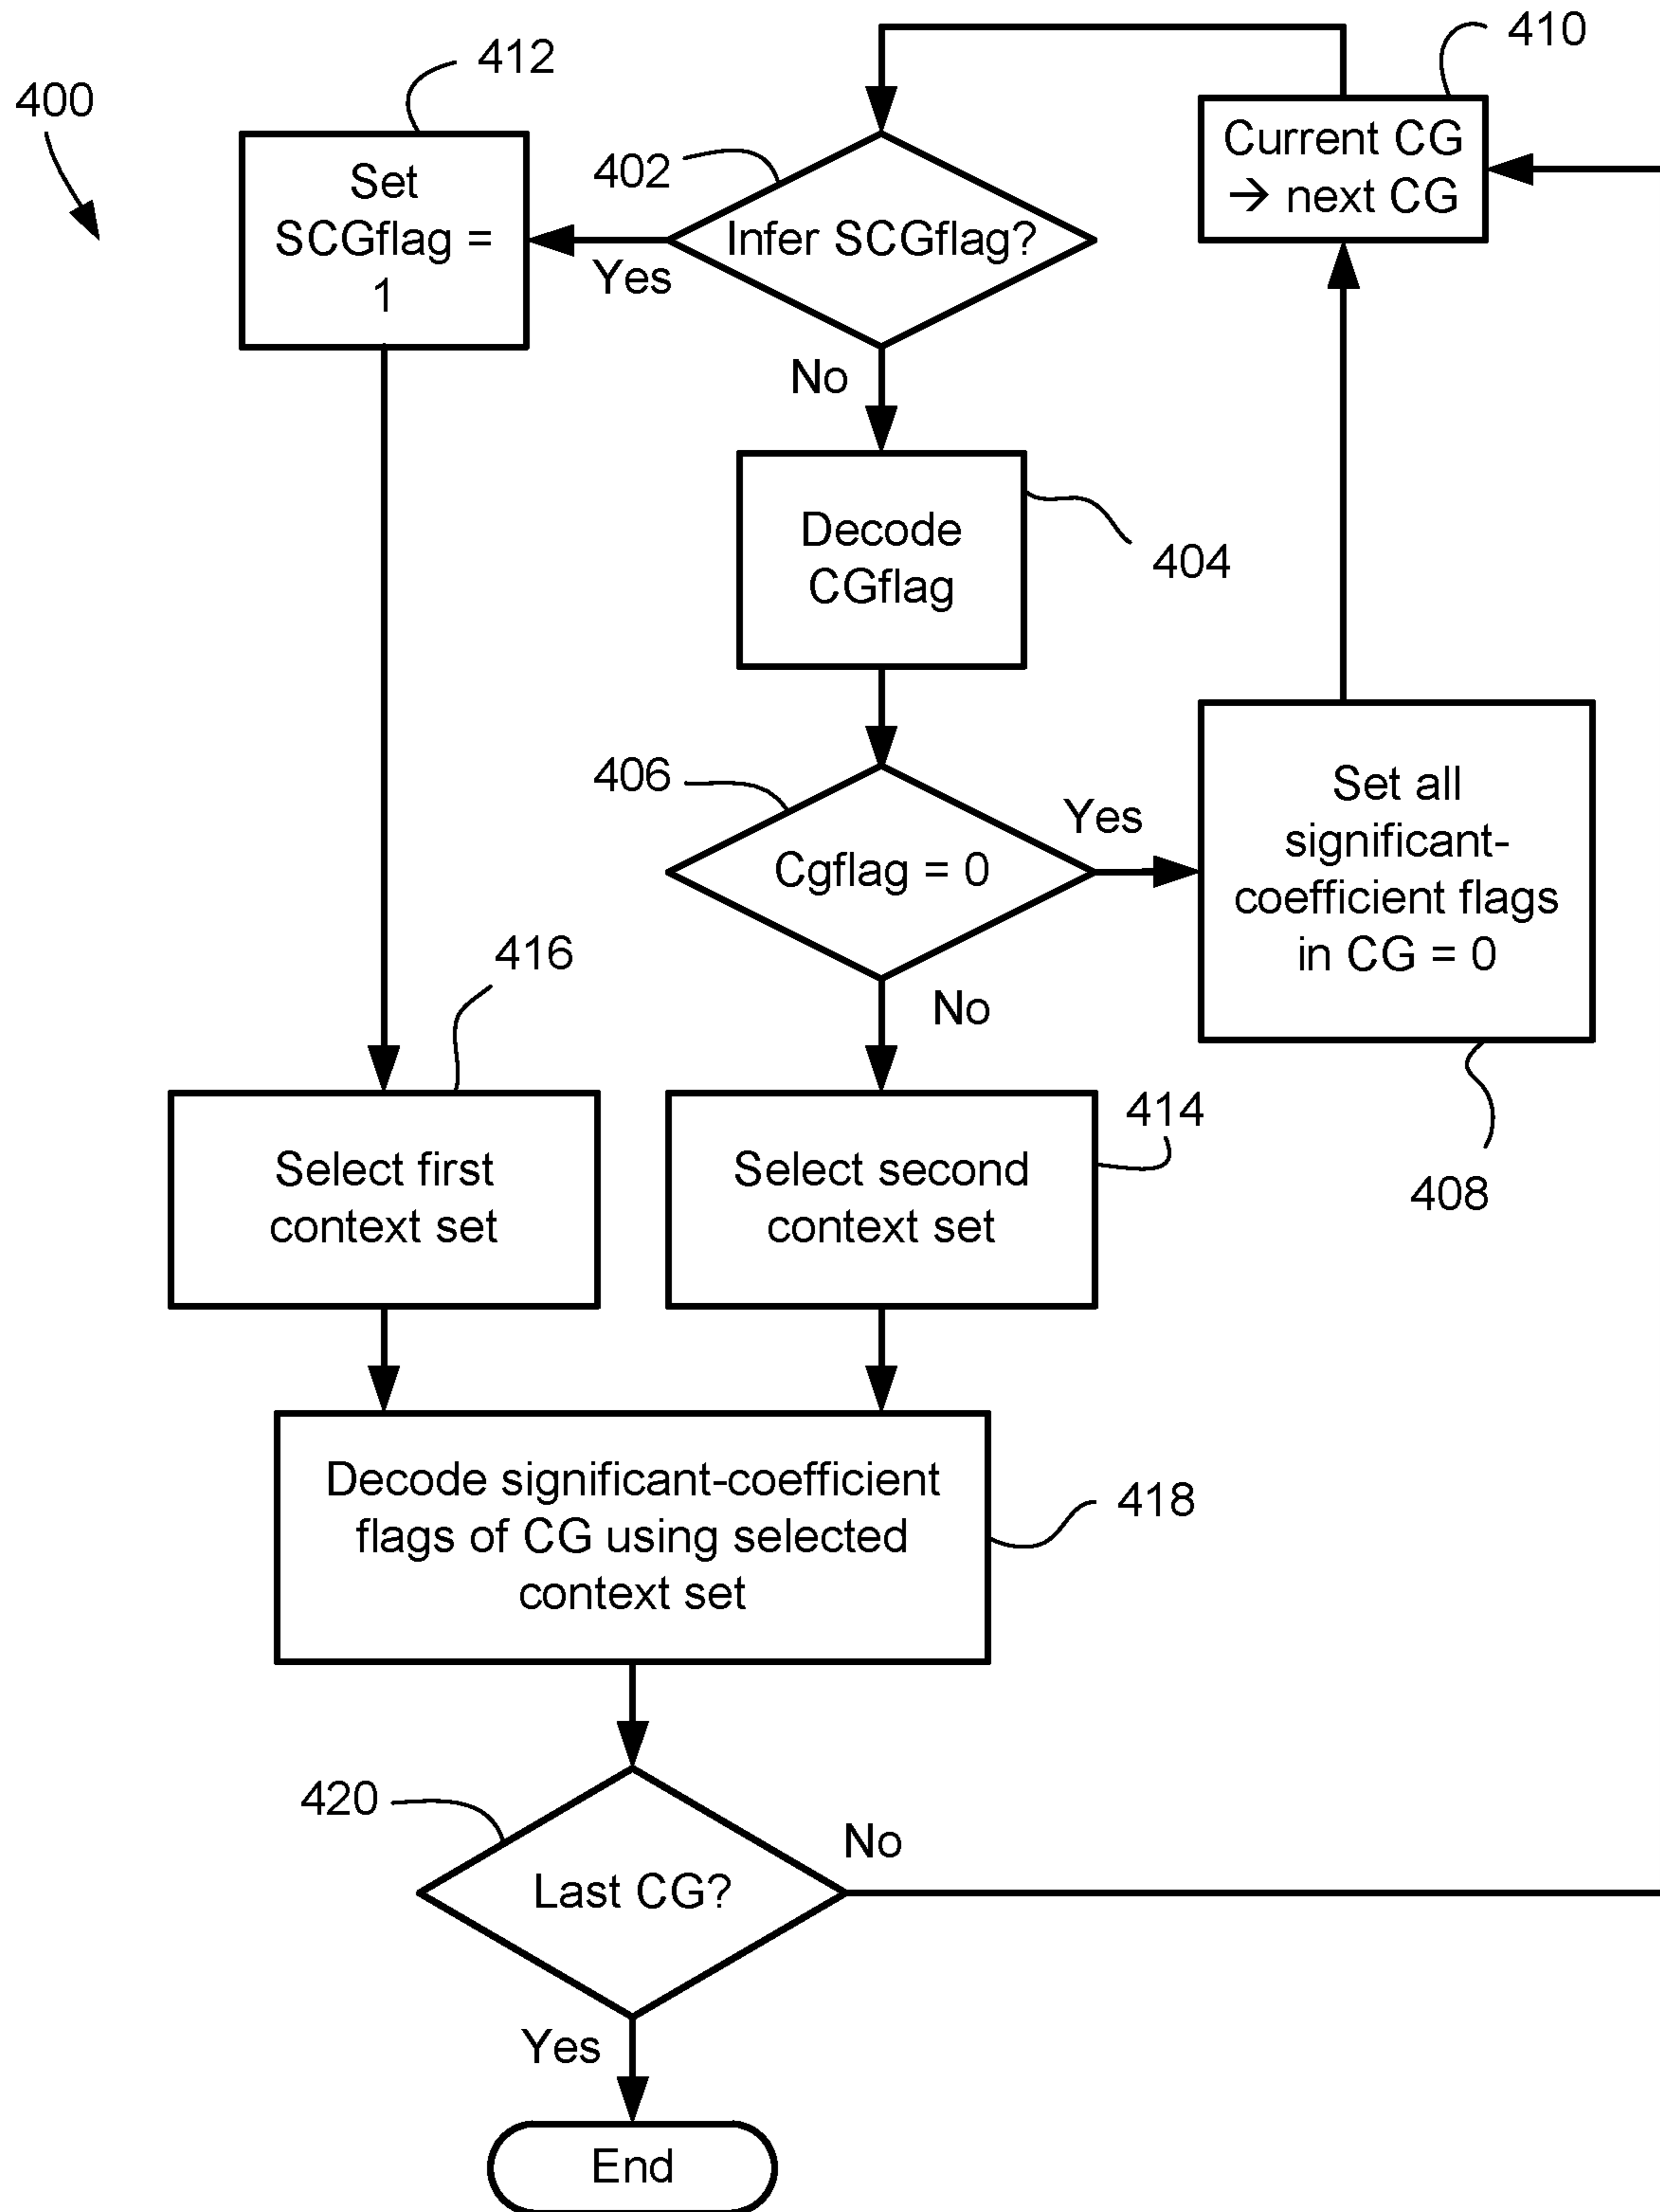 410
412
400
Current CG
→ next CG
Set
SCGflag =
1
402
Infer SCGflag?
Yes
No
Decode
CGflag
404
406
Cgflag = 0
Yes
Set all
significant-
coefficient flags
in CG = 0
416
No
414
408
Select first
context set
Select second
context set
Decode significant-coefficient
flags of CG using selected
context set
418
420
No
Last CG?
Yes
End